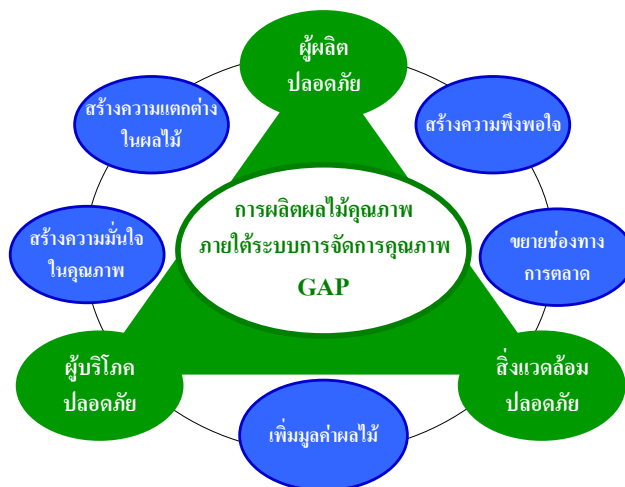 ผู้ผลิต
ปลอดภัย
สร้างความแตกต่าง
ในผลไม้
สร้างความพึงพอใจ
การผลิตผลไม้คุณภาพ
ภายใต้ระบบการจัดการคุณภาพ
GAP
สร้างความมั่นใจ
ในคุณภาพ
ขยายช่องทาง
การตลาด
ผู้บริโภค
ปลอดภัย
สิ่งแวดล้อม
ปลอดภัย
เพิ่มมูลค่าผลไม้